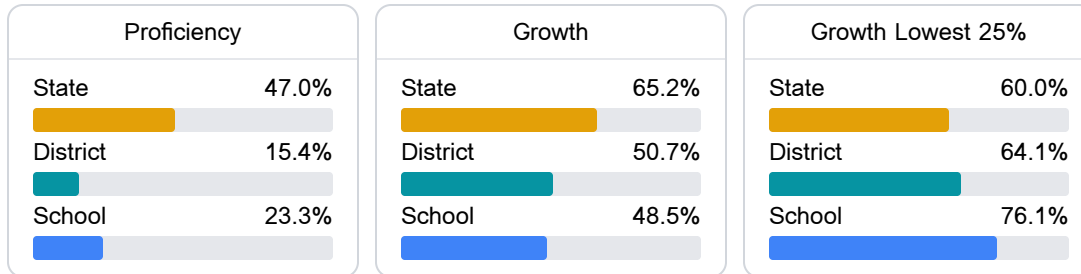 Proficiency
State 47.0%
District 15.4%
School 23.3%
Growth
State 65.2%
District 50.7%
School 48.5%
Growth Lowest 25%
State 60.0%
District 64.1%
School 76.1%